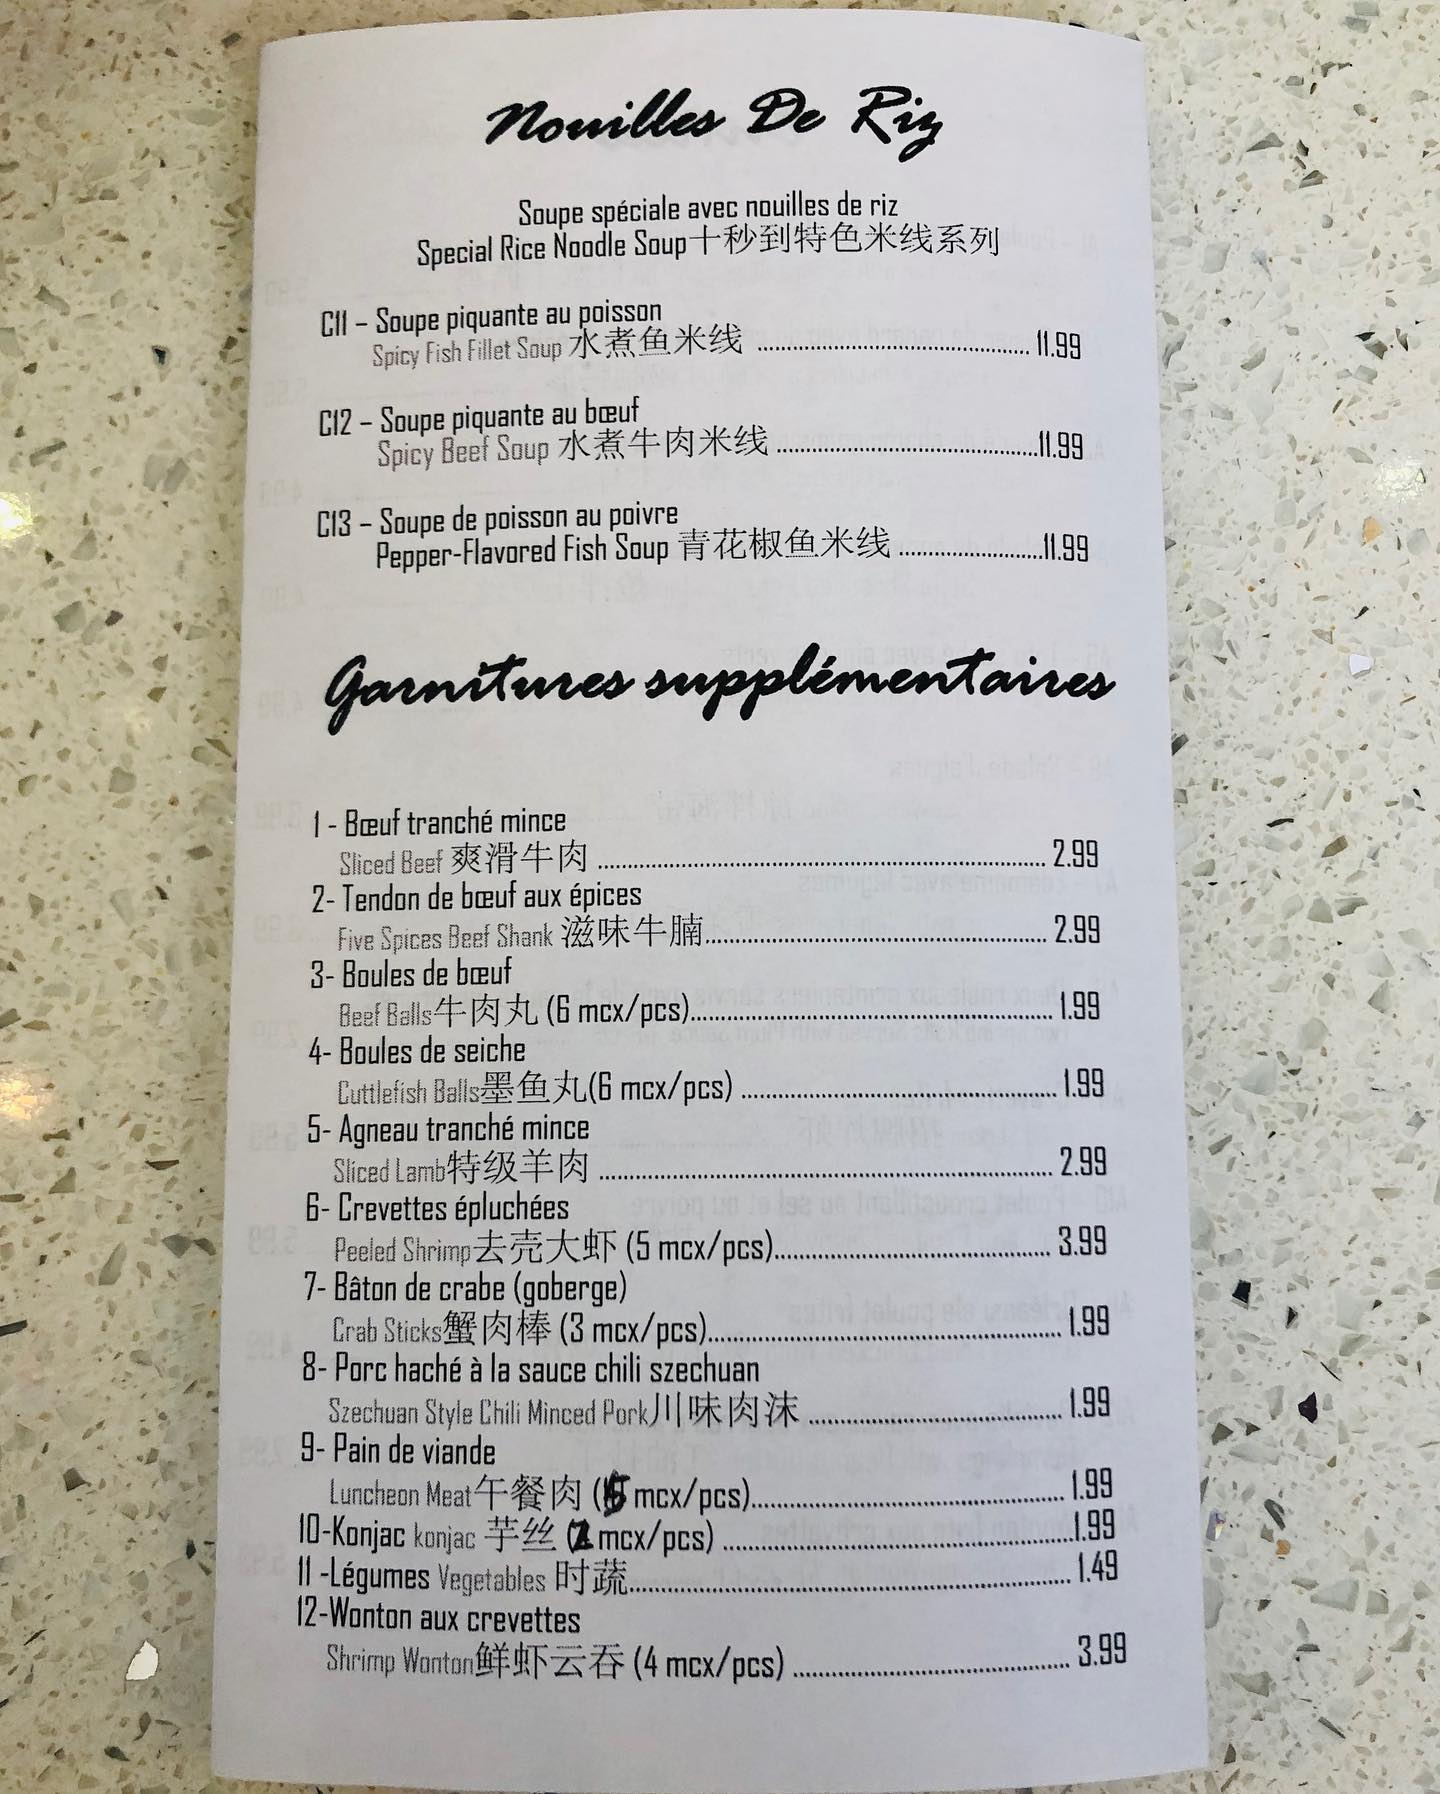 Nouilles De Riz
Soupe spéciale avec nouilles de riz
Special Rice Noodle Soup十秒到特色米线系列
C11 – Soupe piquante au poisson
Spicy Fish Fillet Soup 水煮鱼米线 ........................................ 11.99
C12 – Soupe piquante au bœuf
Spicy Beef Soup 水煮牛肉米线 ........................................11.99
C13 – Soupe de poisson au poivre
Pepper-Flavored Fish Soup 青花椒鱼米线 ........................11.99
Garnitures supplémentaires
1 - Bœuf tranché mince
Sliced Beef 爽滑牛肉 ........................................ 2.99
2- Tendon de bœuf aux épices
Five Spices Beef Shank 滋味牛腩........................................ 2.99
3- Boules de bœuf
Beef Balls牛肉丸 (6 mcx/pcs)........................................ 1.99
4- Boules de seiche
Cuttlefish Balls墨鱼丸(6 mcx/pcs) ........................................ 1.99
5- Agneau tranché mince
Sliced Lamb特级羊肉 ........................................ 2.99
6- Crevettes épluchées
Peeled Shrimp去壳大虾 (5 mcx/pcs)........................................ 3.99
7- Bâton de crabe (goberge)
Crab Sticks蟹肉棒 (3 mcx/pcs)........................................ 1.99
8- Porc haché à la sauce chili szechuan
Szechuan Style Chili Minced Pork川味肉沫 ........................................ 1.99
9- Pain de viande
Luncheon Meat午餐肉 (5 mcx/pcs)........................................ 1.99
10-Konjac konjac 芋丝 (2 mcx/pcs) ........................................1.99
11 -Légumes Vegetables 时蔬........................................ 1.49
12-Wonton aux crevettes
Shrimp Wonton鲜虾云吞 (4 mcx/pcs) ........................................ 3.99